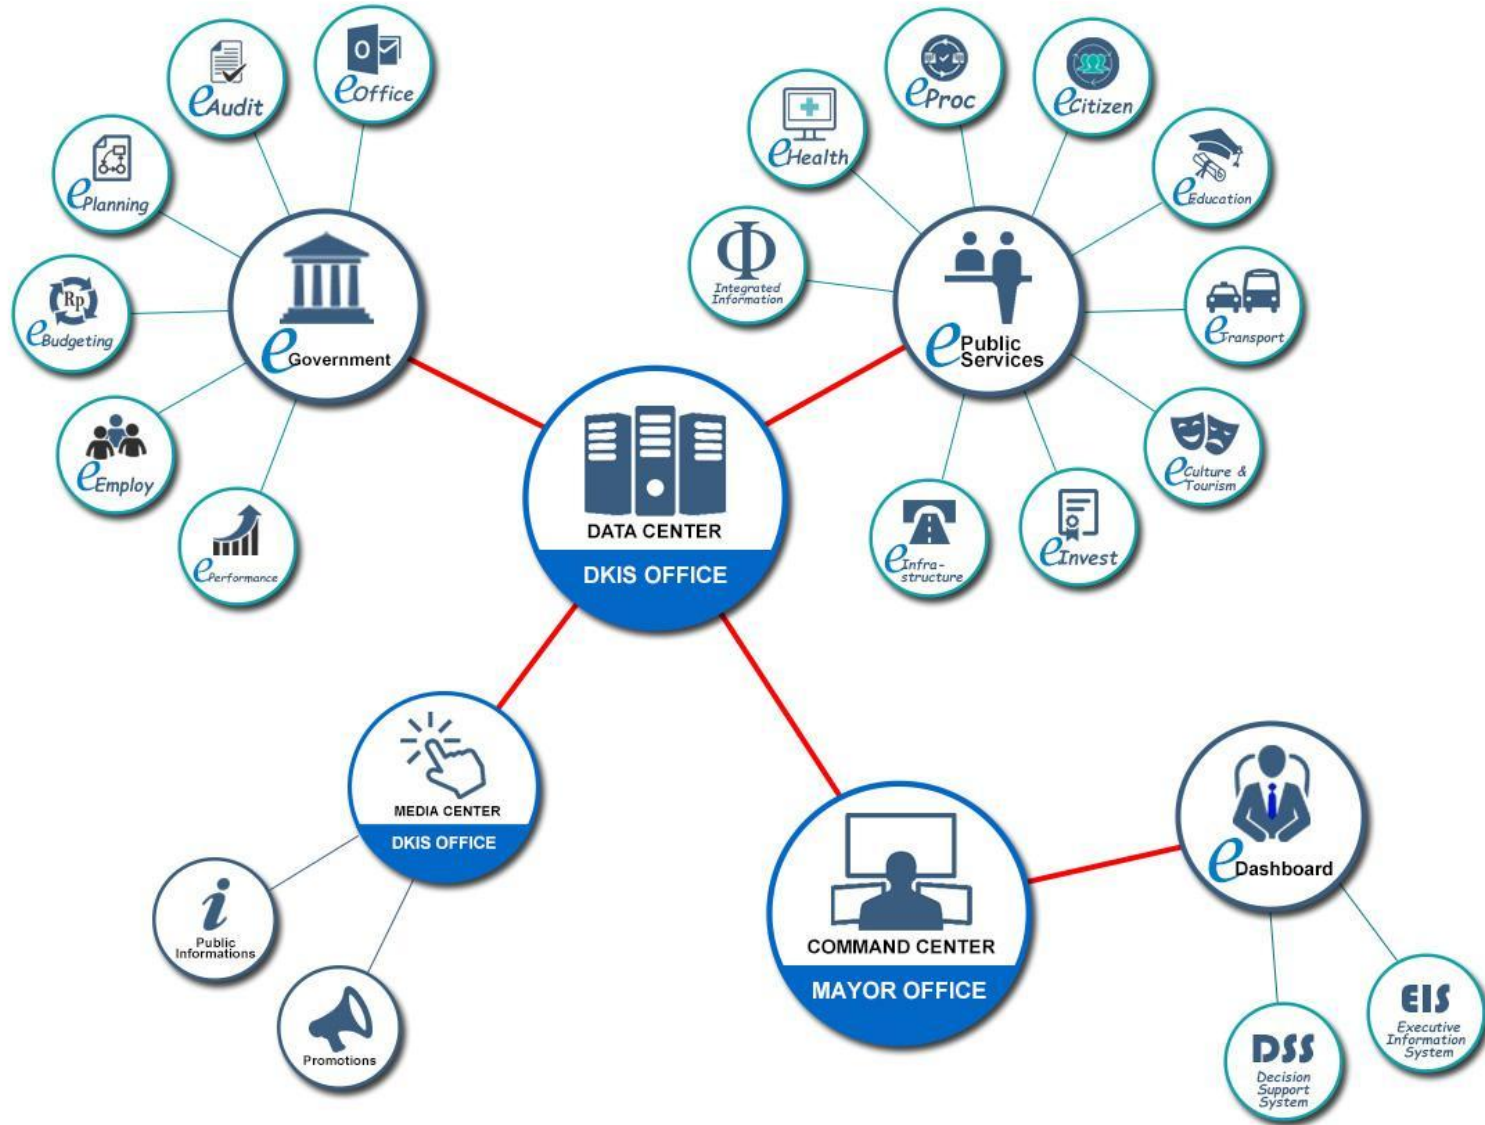 eOffice
eAudit
ePlanning
eBudgeting
Rp
eEmploy
ePerformance
eGovernment
O
eProc
eCitizen
eHealth
eEducation
Φ
Integrated
Information
eTransport
ePublic
Services
eCulture &
Tourism
eInvest
eInfra-
structure
DATA CENTER
DKIS OFFICE
MEDIA CENTER
DKIS OFFICE
i
Public
Informations
Promotions
COMMAND CENTER
MAYOR OFFICE
eDashboard
EIS
Executive
Information
System
DSS
Decision
Support
System